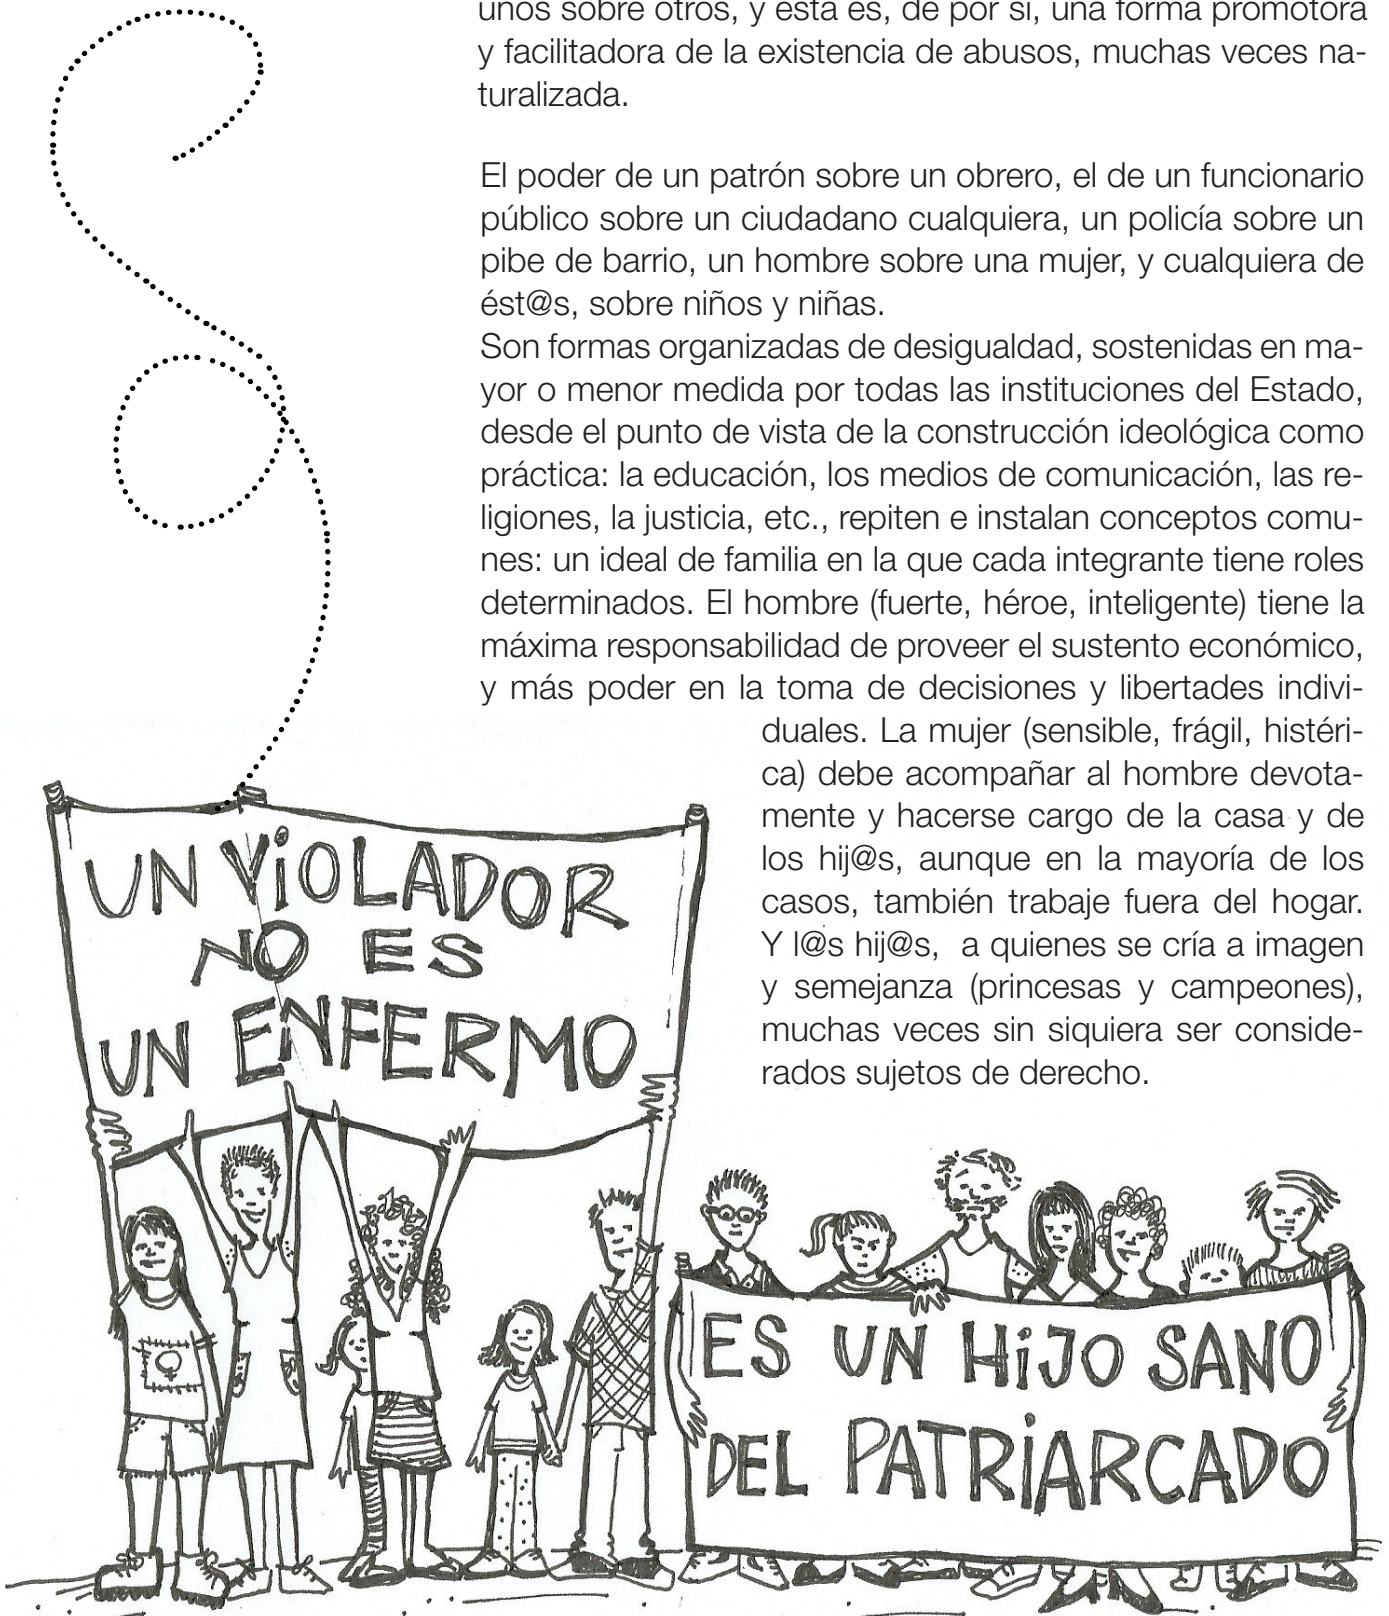 unos sobre otros, y esta es, de por sí, una forma promotora
y facilitadora de la existencia de abusos, muchas veces na-
turalizada.
El poder de un patrón sobre un obrero, el de un funcionario
público sobre un ciudadano cualquiera, un policía sobre un
pibe de barrio, un hombre sobre una mujer, y cualquiera de
ést@s, sobre niños y niñas.
Son formas organizadas de desigualdad, sostenidas en ma-
yor o menor medida por todas las instituciones del Estado,
desde el punto de vista de la construcción ideológica como
práctica: la educación, los medios de comunicación, las re-
ligiones, la justicia, etc., repiten e instalan conceptos comu-
nes: un ideal de familia en la que cada integrante tiene roles
determinados. El hombre (fuerte, héroe, inteligente) tiene la
máxima responsabilidad de proveer el sustento económico,
y más poder en la toma de decisiones y libertades indivi-
duales. La mujer (sensible, frágil, histéri-
ca) debe acompañar al hombre devota-
mente y hacerse cargo de la casa y de
los hij@s, aunque en la mayoría de los
casos, también trabaje fuera del hogar.
Y l@s hij@s, a quienes se cría a imagen
y semejanza (princesas y campeones),
muchas veces sin siquiera ser conside-
rados sujetos de derecho.
UN ViOLADOR
NO ES
UN ENFERMO
ES UN HiJO SANO
DEL PATRiARCADO